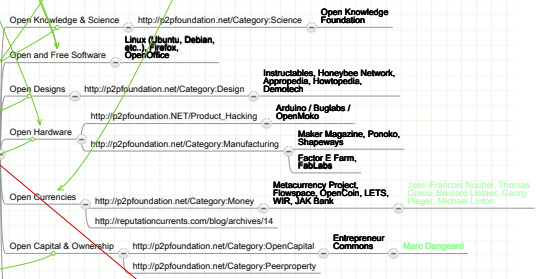 Open Knowledge & Science
http://p2pfoundation.net/Category:Science
Open Knowledge
Foundation
Open and Free Software
Linux (Ubuntu, Debian,
etc..), Firefox,
OpenOffice
Open Designs
http://p2pfoundation.net/Category:Design
Instructables, Honeybee Network,
Appropedia, Howtopedia,
Demotech
Open Hardware
http://p2pfoundation.NET/Product_Hacking
Arduino / Buglabs /
OpenMoko
http://p2pfoundation.net/Category:Manufacturing
Maker Magazine, Ponoko,
Shapeways
Factor E Farm,
FabLabs
Open Currencies
http://p2pfoundation.net/Category:Money
Metacurrency Project,
Flowspace, OpenCoin, LETS,
WIR, JAK Bank
Jean-Francois Noubel, Thomas
Greco, Bernard Lietaer, Georg
Pleger, Michael Linton
http://reputationcurrents.com/blog/archives/14
Open Capital & Ownership
http://p2pfoundation.net/Category:OpenCapital
Entrepreneur
Commons
Marc Dangeard
http://p2pfoundation.net/Category:Peerproperty